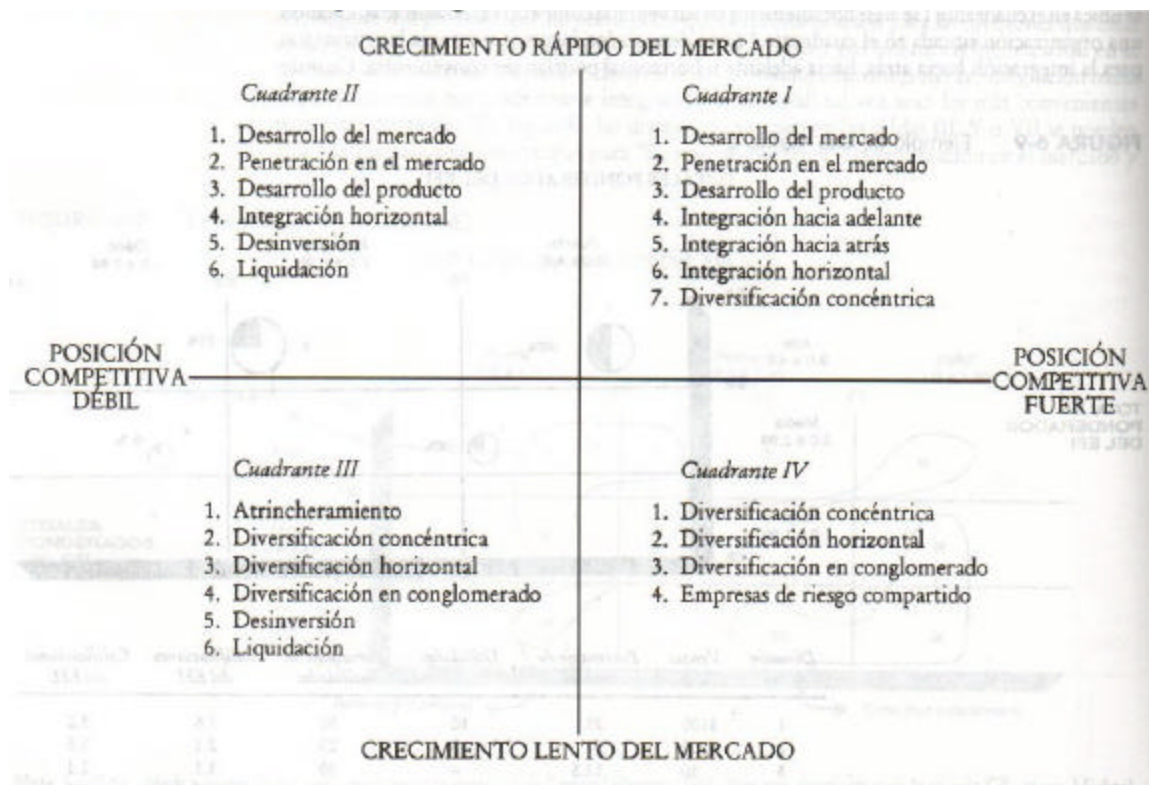 CRECIMIENTO RÁPIDO DEL MERCADO
Cuadrante II
1. Desarrollo del mercado
2. Penetración en el mercado
3. Desarrollo del producto
4. Integración horizontal
5. Desinversión
6. Liquidación
Cuadrante I
1. Desarrollo del mercado
2. Penetración en el mercado
3. Desarrollo del producto
4. Integración hacia adelante
5. Integración hacia atrás
6. Integración horizontal
7. Diversificación concéntrica
POSICIÓN
COMPETITIVA
DÉBIL
POSICIÓN
COMPETITIVA
FUERTE
Cuadrante III
1. Atrincheramiento
2. Diversificación concéntrica
3. Diversificación horizontal
4. Diversificación en conglomerado
5. Desinversión
6. Liquidación
Cuadrante IV
1. Diversificación concéntrica
2. Diversificación horizontal
3. Diversificación en conglomerado
4. Empresas de riesgo compartido
CRECIMIENTO LENTO DEL MERCADO